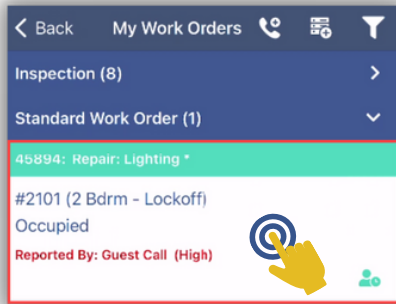 Back My Work Orders
Inspection (8)
Standard Work Order (1)
45894: Repair: Lighting *
#2101 (2 Bdrm - Lockoff)
Occupied
Reported By: Guest Call (High)